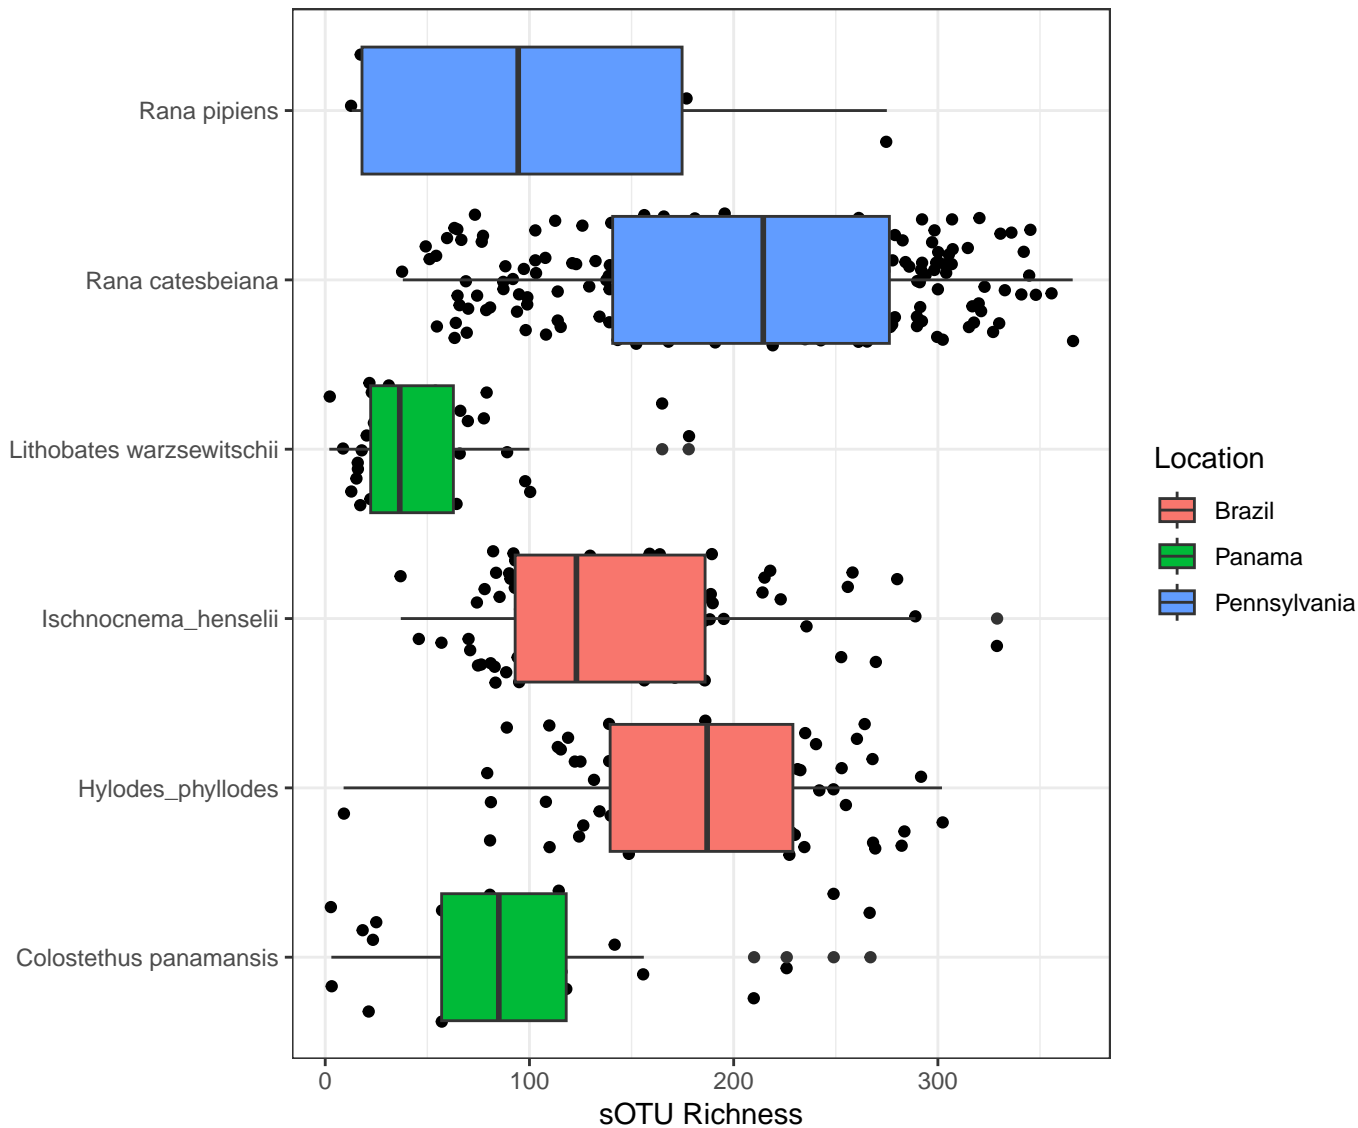 Rana pipiens
Rana catesbeiana
Lithobates warzsewitschii
Ischnocnema_henselii
Hylodes_phyllodes
Colostethus panamansis
0 100 200 300
sOTU Richness
Location
Brazil
Panama
Pennsylvania